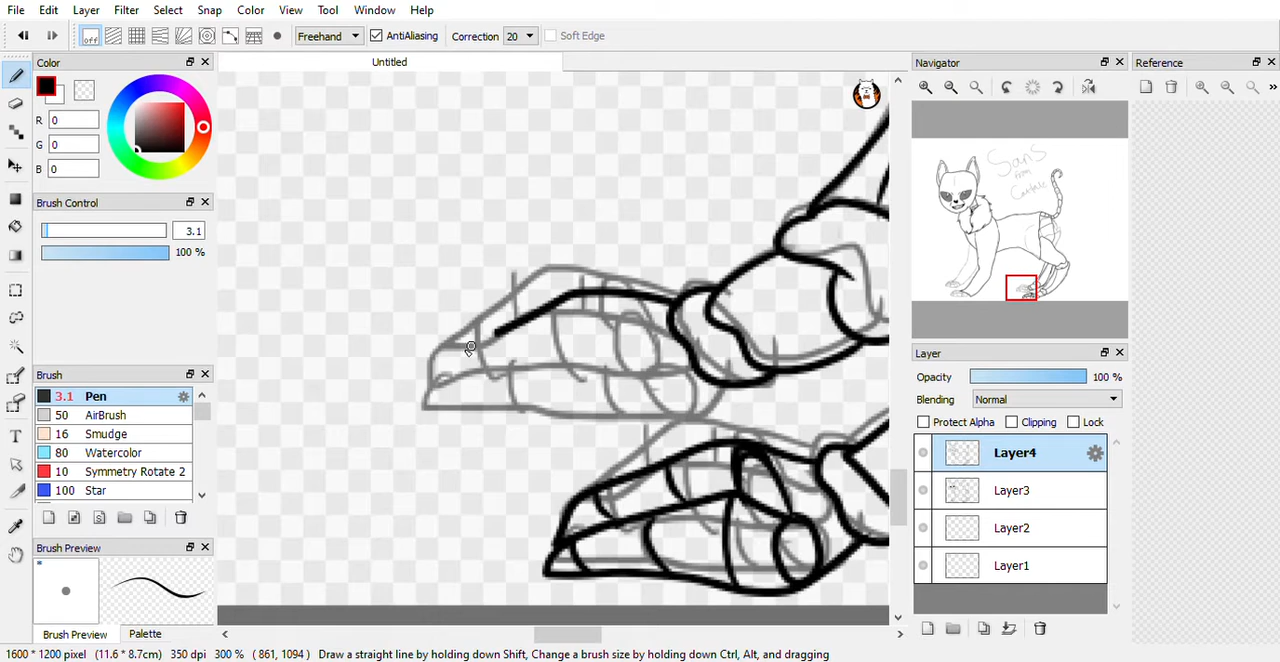 File Edit Layer Filter Select Snap Color View Tool Window Help
off Freehand AntiAliasing Correction 20 Soft Edge
Color
Untitled
Navigator
Reference
R 0
G 0
B 0
Sans
from
Brush Control
3.1
100 %
Layer
Opacity 100 %
Blending Normal
Protect Alpha Clipping Lock
Layer4
Layer3
Layer2
Layer1
Brush
3.1 Pen
50 AirBrush
16 Smudge
80 Watercolor
10 Symmetry Rotate 2
100 Star
Brush Preview
*
Brush Preview Palette
1600 * 1200 pixel (11.6 * 8.7cm) 350 dpi 300 % ( 861, 1094 ) Draw a straight line by holding down Shift, Change a brush size by holding down Ctrl, Alt, and dragging